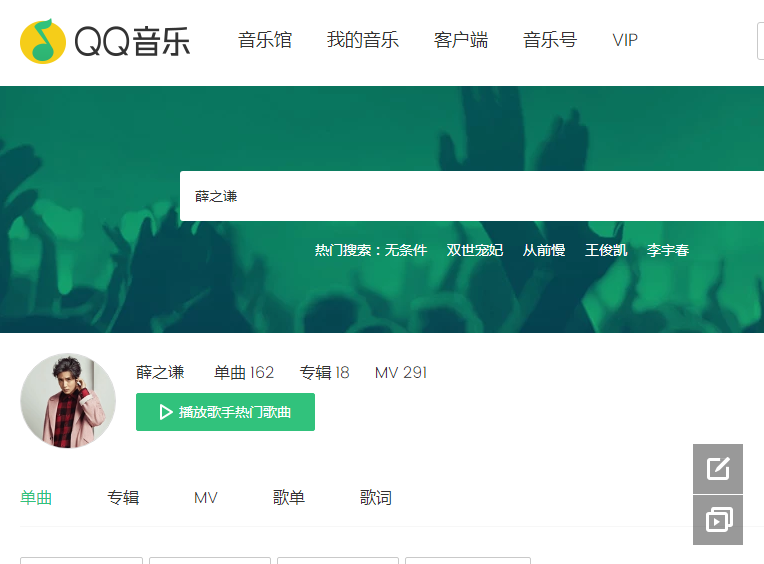 QQ音乐 音乐馆 我的音乐 客户端 音乐号 VIP
薛之谦
热门搜索：无条件 双世宠妃 从前慢 王俊凯 李宇春
薛之谦 单曲 162 专辑 18 MV 291
播放歌手热门歌曲
单曲 专辑 MV 歌单 歌词